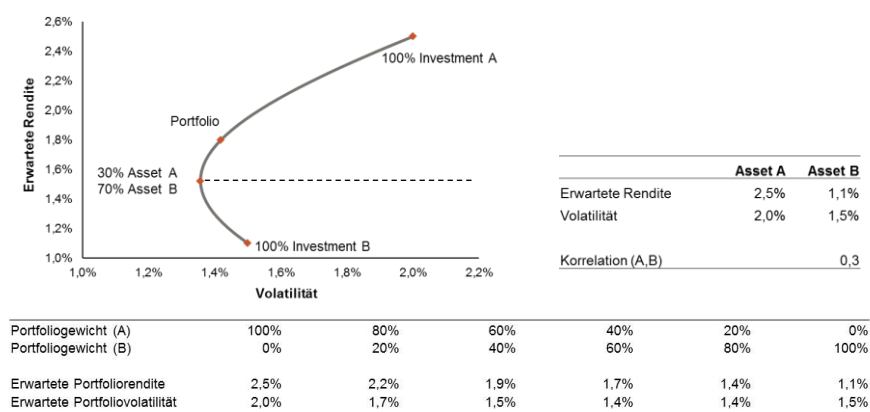 2,6%
2,4%
2,2%
2,0%
1,8%
1,6%
1,4%
1,2%
1,0%
Erwartete Rendite
100% Investment A
Portfolio
30% Asset A
70% Asset B
100% Investment B
1,0% 1,2% 1,4% 1,6% 1,8% 2,0% 2,2%
Volatilität
Asset A Asset B
Erwartete Rendite 2,5% 1,1%
Volatilität 2,0% 1,5%
Korrelation (A,B) 0,3
Portfoliogewicht (A) 100% 80% 60% 40% 20% 0%
Portfoliogewicht (B) 0% 20% 40% 60% 80% 100%
Erwartete Portfoliorendite 2,5% 2,2% 1,9% 1,7% 1,4% 1,1%
Erwartete Portfoliovolatilität 2,0% 1,7% 1,5% 1,4% 1,4% 1,5%